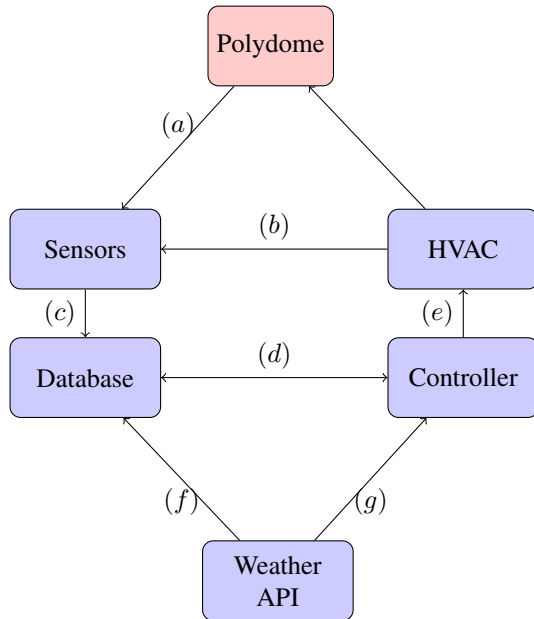 Polydome
(a)
(b)
Sensors
HVAC
(c)
(e)
(d)
Database
Controller
(f)
(g)
Weather
API